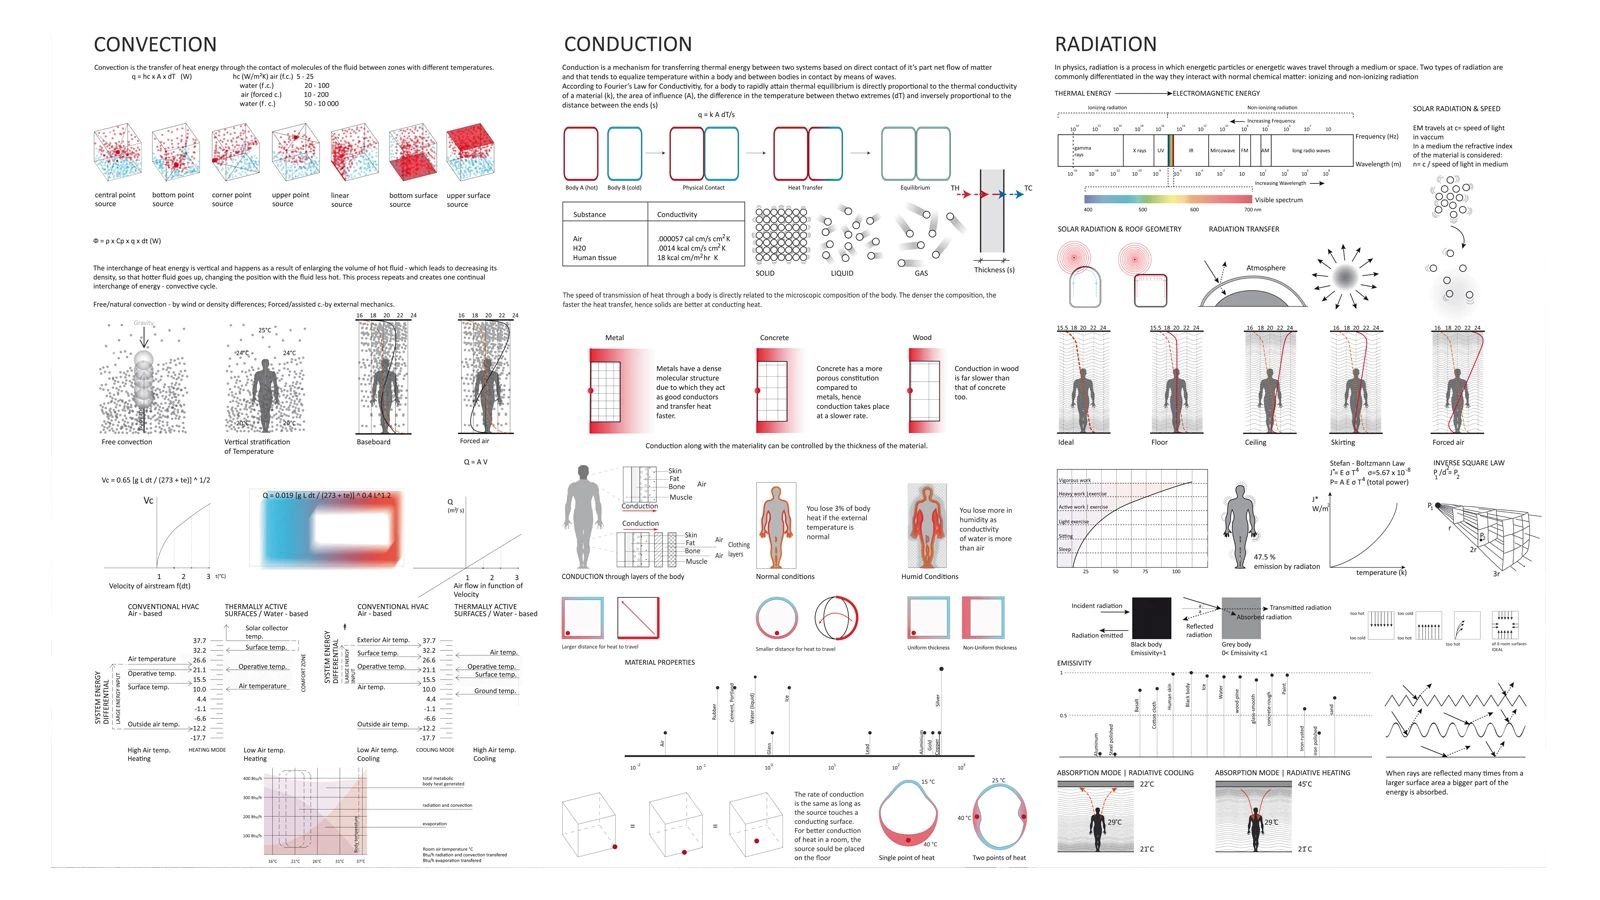 CONVECTION
Convection is the transfer of heat energy through the contact of molecules of the fluid between zones with different temperatures.
q = hc x A x dT (W)
hc (W/m²K) air (f.c.) 5 - 25
water (f.c.) 20 - 100
air (forced c.) 10 - 200
water (f. c.) 50 - 10 000
central point source
bottom point source
corner point source
upper point source
linear source
bottom surface source
upper surface source
Φ = ρ x Cp x q x dt (W)
The interchange of heat energy is vertical and happens as a result of enlarging the volume of hot fluid - which leads to decreasing its
density, so that hotter fluid goes up, changing the position with the fluid less hot. This process repeats and creates one continual
interchange of energy - convective cycle.
Free/natural convection - by wind or density differences; Forced/assisted c.-by external mechanics.
Gravity
Free convection
25°C
24°C 24°C
20°C 20°C
Vertical stratification
of Temperature
16 18 20 22 24
Baseboard
16 18 20 22 24
Forced air
Q = A V
Vc = 0.65 [g L dt / (273 + te)] ^ 1/2
Vc
1 2 3 t(°C)
Velocity of airstream f(dt)
Q = 0.019 [g L dt / (273 + te)] ^ 0.4 L^1.2
Q
(m³/ s)
1 2 3
Air flow in function of
Velocity
CONVENTIONAL HVAC
Air - based
THERMALLY ACTIVE
SURFACES / Water - based
SYSTEM ENERGY
DIFFERENTIAL
LARGE ENERGY INPUT
Air temperature
Operative temp.
Surface temp.
Outside air temp.
37.7
32.2
26.6
21.1
15.5
10.0
4.4
-1.1
-6.6
-12.2
-17.7
Solar collector
temp.
Surface temp.
Operative temp.
Air temperature
COMFORT ZONE
High Air temp.
Heating
HEATING MODE
Low Air temp.
Heating
CONVENTIONAL HVAC
Air - based
THERMALLY ACTIVE
SURFACES / Water - based
SYSTEM ENERGY
DIFFERENTIAL
LARGE ENERGY
INPUT
Exterior Air temp.
Surface temp.
Operative temp.
Air temp.
Outside air temp.
37.7
32.2
26.6
21.1
15.5
10.0
4.4
-1.1
-6.6
-12.2
-17.7
Air temp.
Operative temp.
Surface temp.
Ground temp.
Low Air temp.
Cooling
COOLING MODE
High Air temp.
Cooling
400 Btu/h
300 Btu/h
200 Btu/h
100 Btu/h
16°C 21°C 26°C 31°C 37°C
Body temperature
total metabolic
body heat generated
radiation and convection
evaporation
Room air temperature °C
Btu/h radiation and convection transfered
Btu/h evaporation transfered
CONDUCTION
Conduction is a mechanism for transferring thermal energy between two systems based on direct contact of it's part net flow of matter
and that tends to equalize temperature within a body and between bodies in contact by means of waves.
According to Fourier's Law for Conductivity, for a body to rapidly attain thermal equilibrium is directly proportional to the thermal conductivity
of a material (k), the area of influence (A), the difference in the temperature between thetwo extremes (dT) and inversely proportional to the
distance between the ends (s)
q = k A dT/s
Body A (hot)
Body B (cold)
Physical Contact
Heat Transfer
Equilibrium
TH
TC
Thickness (s)
Substance Conductivity
Air .000057 cal cm/s cm² K
H20 .0014 kcal cm/s cm² K
Human tissue 18 kcal cm/m²hr K
SOLID
LIQUID
GAS
The speed of transmission of heat through a body is directly related to the microscopic composition of the body. The denser the composition, the
faster the heat transfer, hence solids are better at conducting heat.
Metal
Metals have a dense
molecular structure
due to which they act
as good conductors
and transfer heat
faster.
Concrete
Concrete has a more
porous constitution
compared to
metals, hence
conduction takes place
at a slower rate.
Wood
Conduction in wood
is far slower than
that of concrete
too.
Conduction along with the materiality can be controlled by the thickness of the material.
Skin
Fat
Bone
Muscle
Air
Conduction
Conduction
Skin
Fat
Bone
Muscle
Air
Air
Clothing
layers
CONDUCTION through layers of the body
You lose 3% of body
heat if the external
temperature is
normal
Normal conditions
You lose more in
humidity as
conductivity
of water is more
than air
Humid Conditions
Larger distance for heat to travel
Smaller distance for heat to travel
Uniform thickness
Non-Uniform thickness
MATERIAL PROPERTIES
Air
Rubber
Cement, Portland
Water (liquid)
Glass
Ice
Lead
Aluminium
Gold
Copper
Silver
10⁻² 10⁻¹ 10⁰ 10¹ 10² 10³
=
=
The rate of conduction
is the same as long as
the source touches a
conducting surface.
For better conduction
of heat in a room, the
source sould be placed
on the floor
15 °C
40 °C
Single point of heat
25 °C
40 °C
Two points of heat
RADIATION
In physics, radiation is a process in which energetic particles or energetic waves travel through a medium or space. Two types of radiation are
commonly differentiated in the way they interact with normal chemical matter: ionizing and non-ionizing radiation
THERMAL ENERGY
ELECTROMAGNETIC ENERGY
Ionizing radiation
Non-ionizing radiation
Increasing Frequency
Frequency (Hz)
gamma
rays
X rays
UV
IR
Mircowave
FM
AM
long radio waves
Wavelength (m)
Increasing Wavelength
400 500 600 700 nm
Visible spectrum
SOLAR RADIATION & SPEED
EM travels at c= speed of light
in vaccum
In a medium the refractive index
of the material is considered:
n= c / speed of light in medium
SOLAR RADIATION & ROOF GEOMETRY
RADIATION TRANSFER
Atmosphere
15.5 18 20 22 24
Ideal
15.5 18 20 22 24
Floor
16 18 20 22 24
Ceiling
16 18 20 22 24
Skirting
16 18 20 22 24
Forced air
Vigorous work
Heavy work |exercise
Active work | exercise
Light exercise
Sitting
Sleep
25 50 75 100
47.5 %
emission by radiaton
Stefan - Boltzmann Law
J*= E σ T⁴ σ=5.67 x 10⁻⁸
P= A E σ T⁴ (total power)
J*
W/m²
temperature (k)
INVERSE SQUARE LAW
P₁/d²= P₂
P₁
r
2r
3r
Incident radiation
Radiation emitted
Black body
Emissivity=1
Reflected
radiation
Transmitted radiation
Absorbed radiation
Grey body
0< Emissivity <1
too hot
too cold
too cold
too hot
too hot
all 6 room surfaces
IDEAL
EMISSIVITY
1
0.5
Aluminum
Steel polished
Basalt
Cotton cloth
Human skin
Black body
Ice
Water
wood-pine
glass-smooth
concrete-rough
Paint
Iron-rusted
Iron polished
sand
When rays are reflected many times from a
larger surface area a bigger part of the
energy is absorbed.
ABSORPTION MODE | RADIATIVE COOLING
22°C
29°C
21°C
ABSORPTION MODE | RADIATIVE HEATING
45°C
29°C
21°C